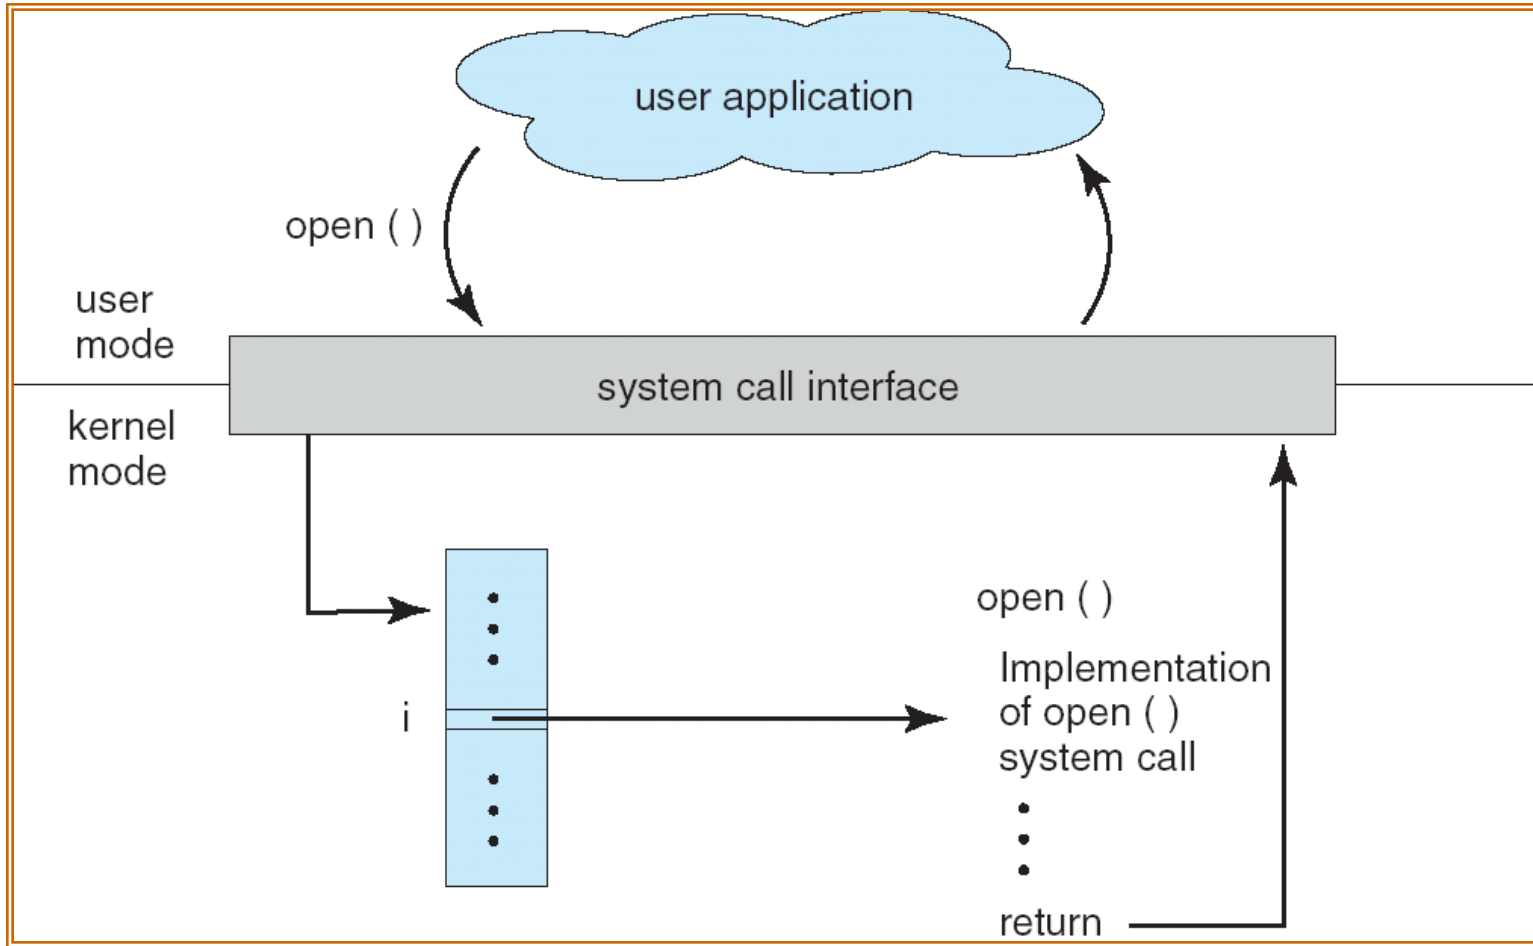 user application
open ( )
user
mode
system call interface
kernel
mode
open ( )
Implementation
of open ( )
system call
i
return